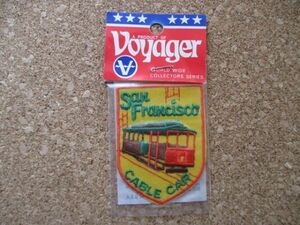 A PRODUCT OF
Voyager
WORLD WIDE
COLLECTORS SERIES
San
Francisco
CABLE CAR